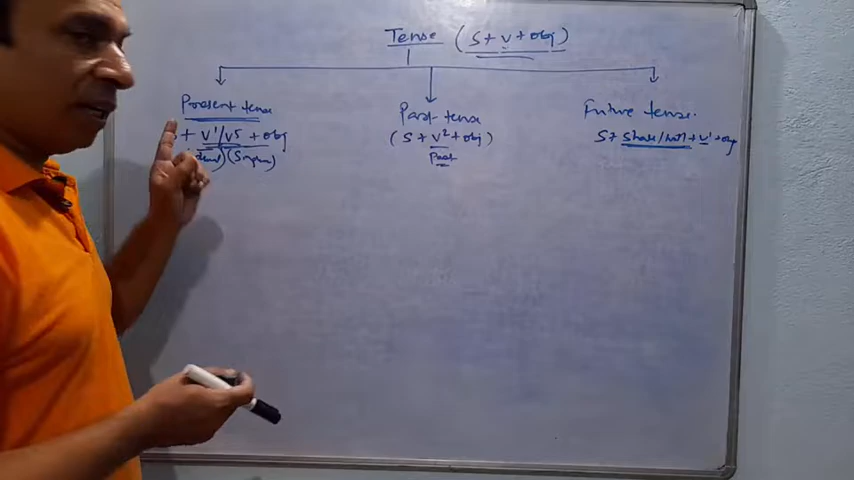 Tense (S + v + obj)
Present tense
+ v¹/v5 + obj
Past tense
(S + v² + obj)
Past
Future tense.
S + Shall/will + v¹ + obj